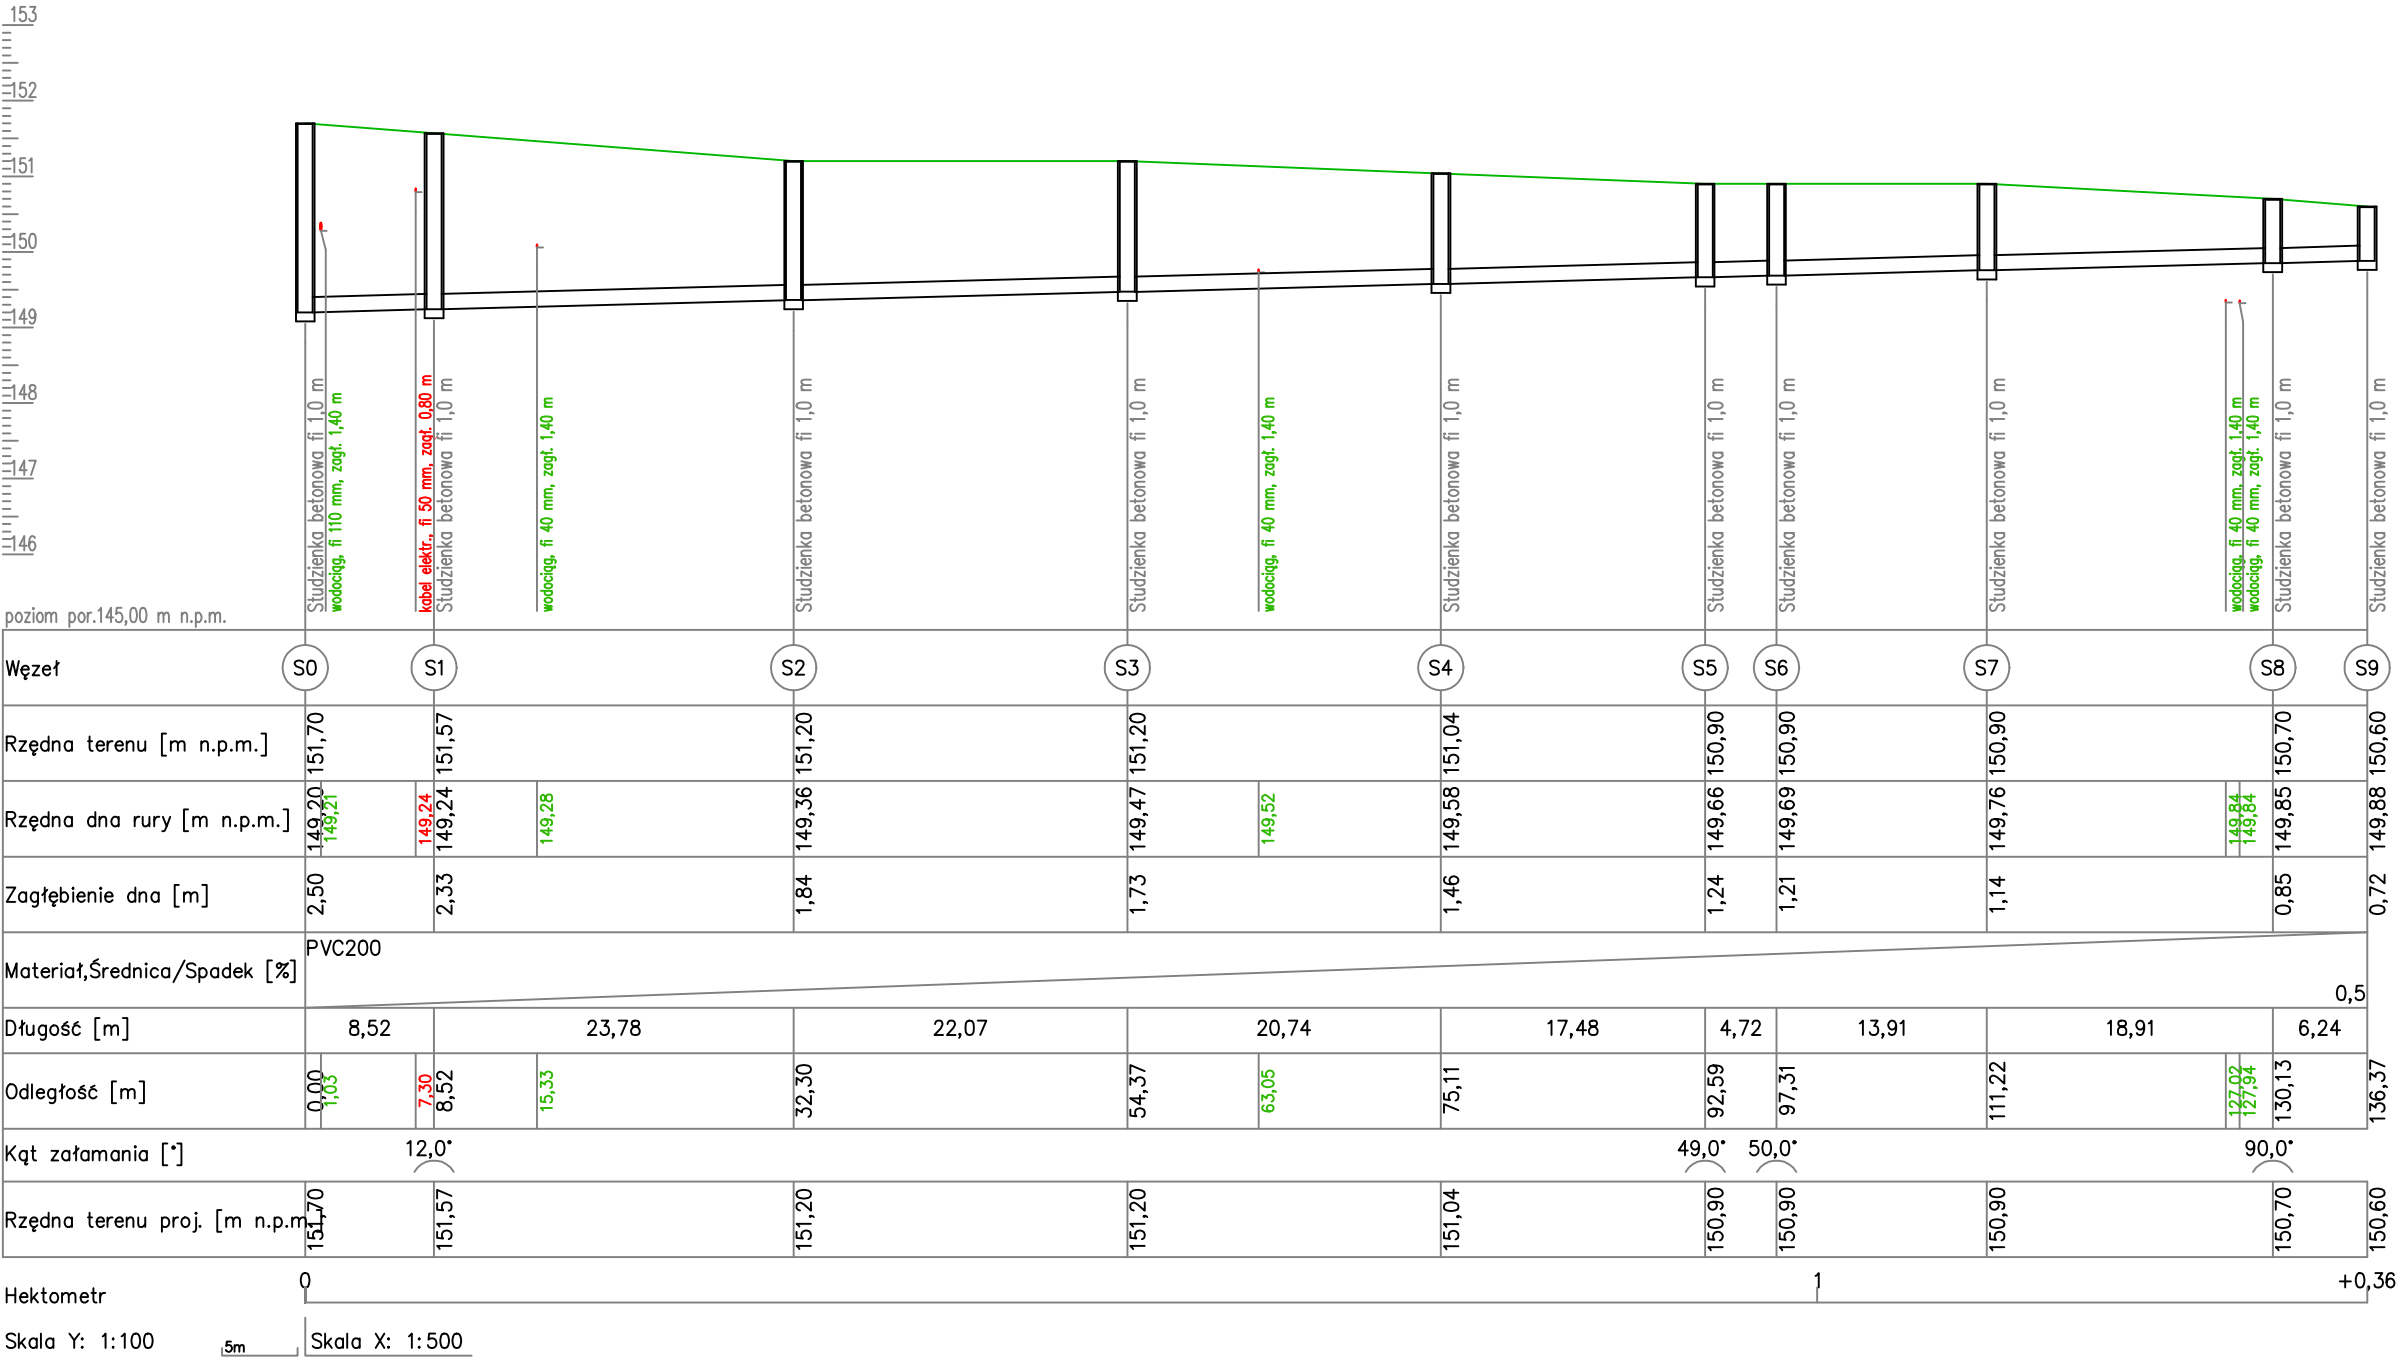 153
152
151
150
149
148
147
146
Studzienka betonowa fi 1,0 m
wodociąg, fi 110 mm, zagł. 1,40 m
kabel elektr., fi 50 mm, zagł. 0,80 m
Studzienka betonowa fi 1,0 m
wodociąg, fi 40 mm, zagł. 1,40 m
Studzienka betonowa fi 1,0 m
Studzienka betonowa fi 1,0 m
wodociąg, fi 40 mm, zagł. 1,40 m
Studzienka betonowa fi 1,0 m
Studzienka betonowa fi 1,0 m
Studzienka betonowa fi 1,0 m
Studzienka betonowa fi 1,0 m
wodociąg, fi 40 mm, zagł. 1,40 m
wodociąg, fi 40 mm, zagł. 1,40 m
Studzienka betonowa fi 1,0 m
Studzienka betonowa fi 1,0 m
poziom por.145,00 m n.p.m.
Węzeł S0 S1 S2 S3 S4 S5 S6 S7 S8 S9
Rzędna terenu [m n.p.m.] 151,70 151,57 151,20 151,20 151,04 150,90 150,90 150,90 150,70 150,60
Rzędna dna rury [m n.p.m.] 149,20 149,21 149,24 149,24 149,28 149,36 149,47 149,52 149,58 149,66 149,69 149,76 149,84 149,84 149,85 149,88
Zagłębienie dna [m] 2,50 2,33 1,84 1,73 1,46 1,24 1,21 1,14 0,85 0,72
PVC200
Materiał,Średnica/Spadek [%]
0,5
Długość [m] 8,52 23,78 22,07 20,74 17,48 4,72 13,91 18,91 6,24
Odległość [m] 0,00 1,03 7,30 8,52 15,33 32,30 54,37 63,05 75,11 92,59 97,31 111,22 127,02 127,94 130,13 136,37
Kąt załamania [°] 12,0° 49,0° 50,0° 90,0°
Rzędna terenu proj. [m n.p.m.] 151,70 151,57 151,20 151,20 151,04 150,90 150,90 150,90 150,70 150,60
0 1 +0,36
Hektometr
Skala Y: 1:100 5m Skala X: 1:500